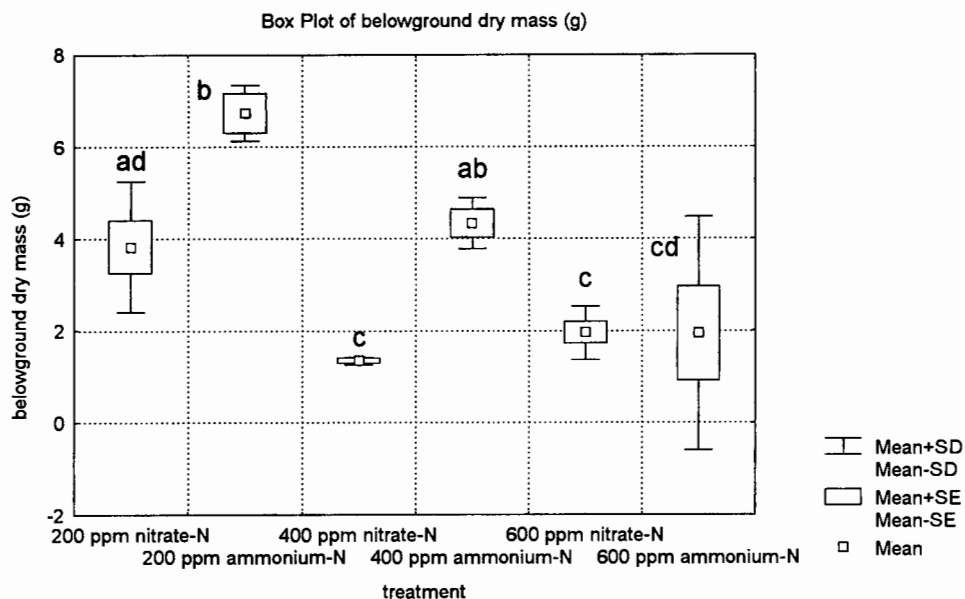 Box Plot of belowground dry mass (g)
belowground dry mass (g)
8
6
4
2
0
-2
ad
b
c
ab
c
cd
200 ppm nitrate-N
400 ppm nitrate-N
600 ppm nitrate-N
200 ppm ammonium-N
400 ppm ammonium-N
600 ppm ammonium-N
treatment
Mean+SD
Mean-SD
Mean+SE
Mean-SE
Mean